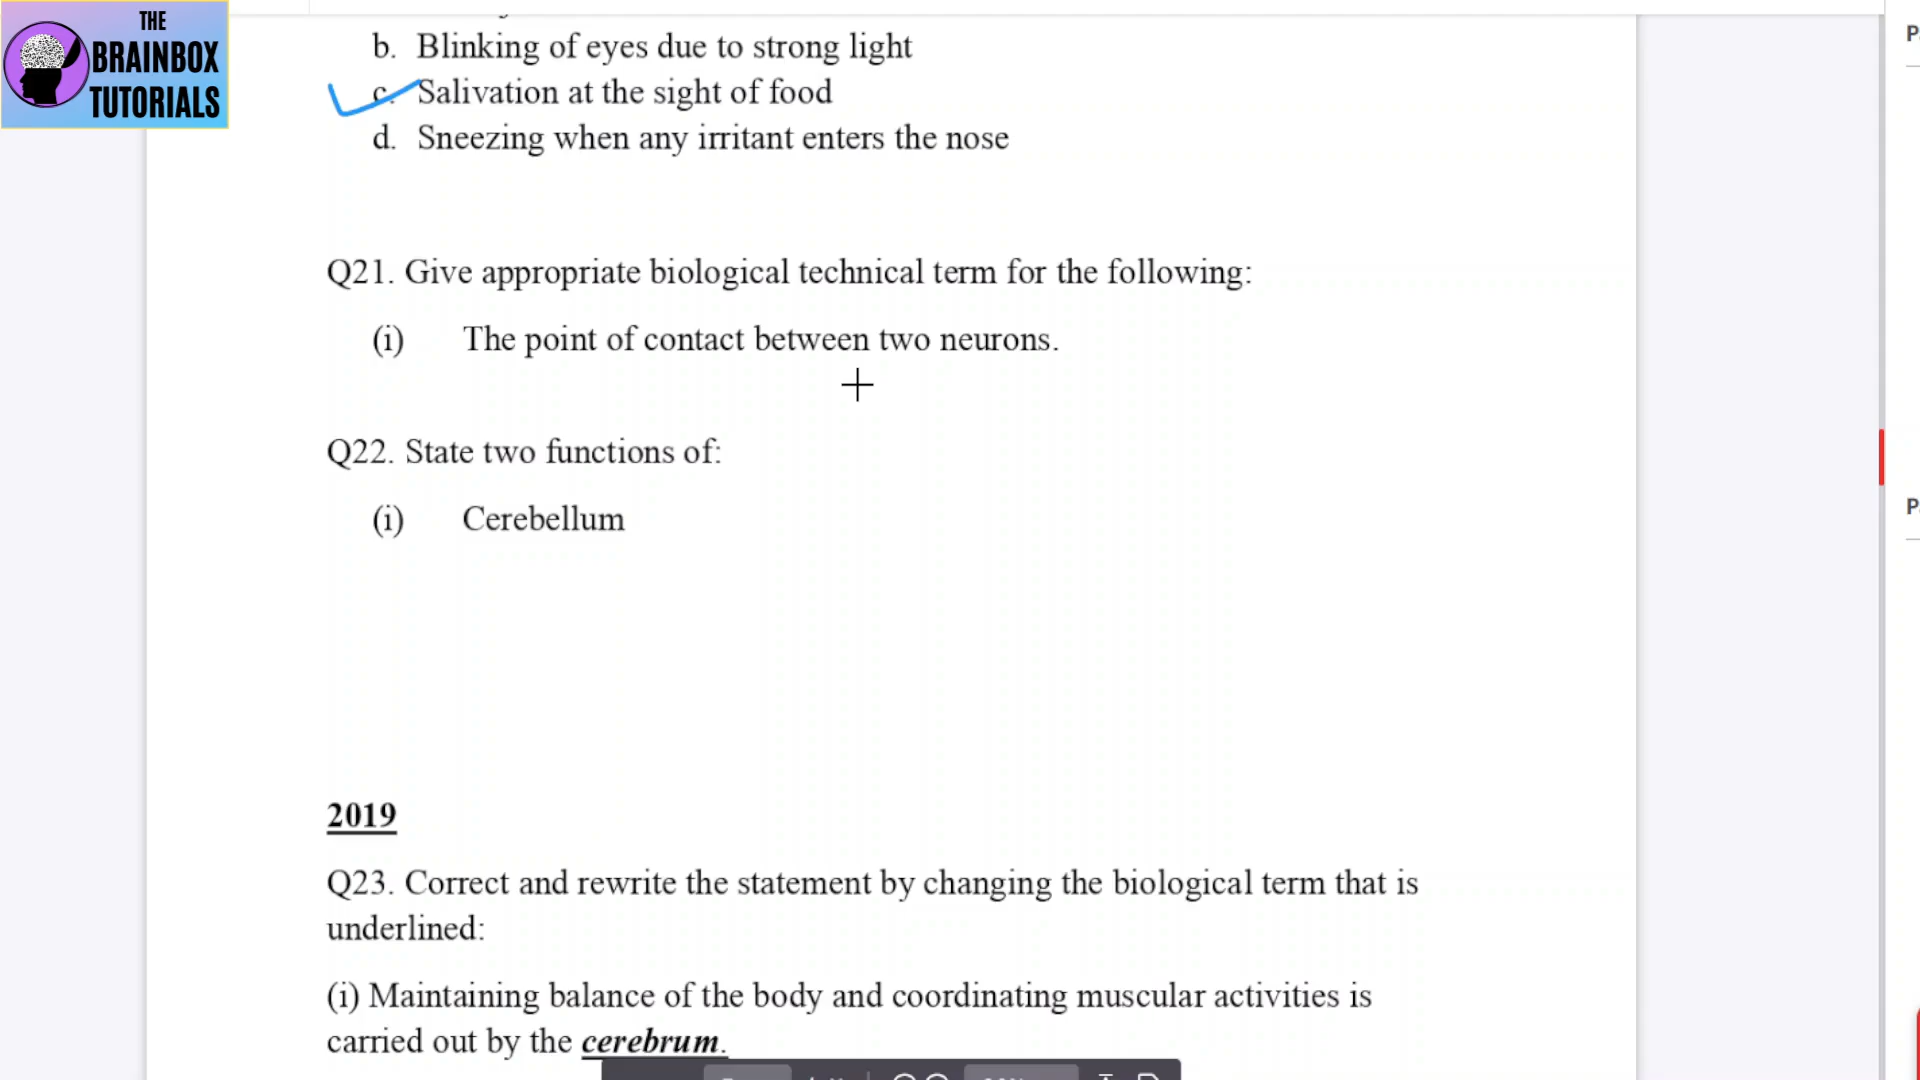 THE
BRAINBOX
TUTORIALS
b. Blinking of eyes due to strong light
c. Salivation at the sight of food
d. Sneezing when any irritant enters the nose
Q21. Give appropriate biological technical term for the following:
(i) The point of contact between two neurons.
Q22. State two functions of:
(i) Cerebellum
2019
Q23. Correct and rewrite the statement by changing the biological term that is
underlined:
(i) Maintaining balance of the body and coordinating muscular activities is
carried out by the cerebrum.